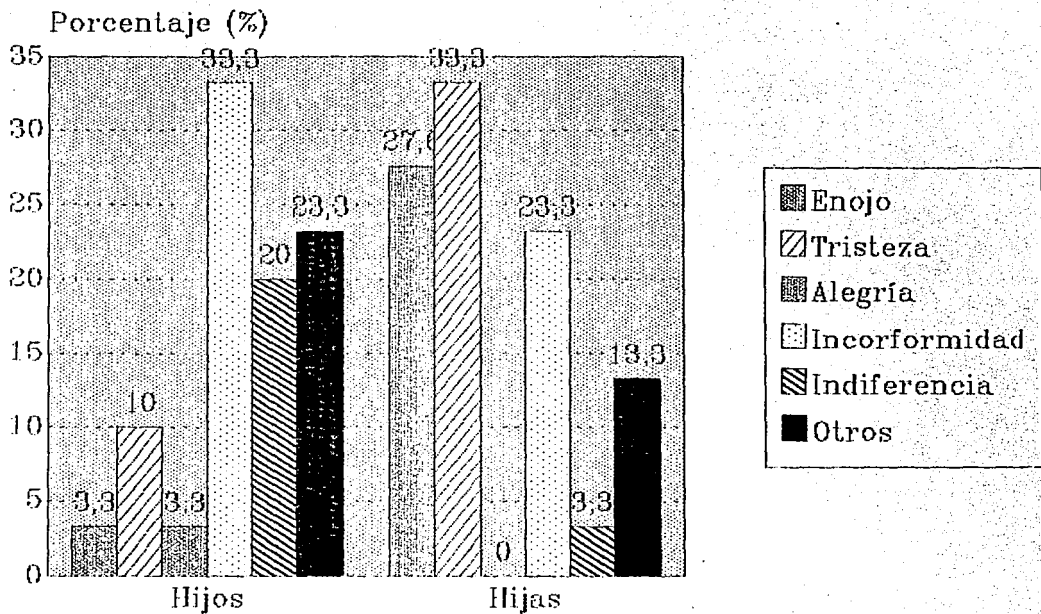 Porcentaje (%)
35
30
25
20
15
10
5
0
3,3
10
3,3
33,3
20
23,3
27,6
33,3
0
23,3
3,3
13,3
Hijos
Hijas
Enojo
Tristeza
Alegría
Incorformidad
Indiferencia
Otros